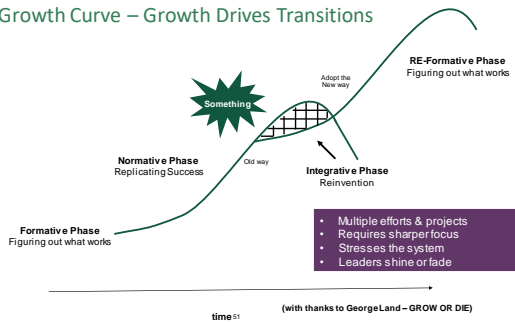 Growth Curve – Growth Drives Transitions
RE-Formative Phase
Figuring out what works
Adopt the
New way
Something
Normative Phase
Replicating Success
Old way
Integrative Phase
Reinvention
Formative Phase
Figuring out what works
• Multiple efforts & projects
• Requires sharper focus
• Stresses the system
• Leaders shine or fade
time 51
(with thanks to George Land – GROW OR DIE)